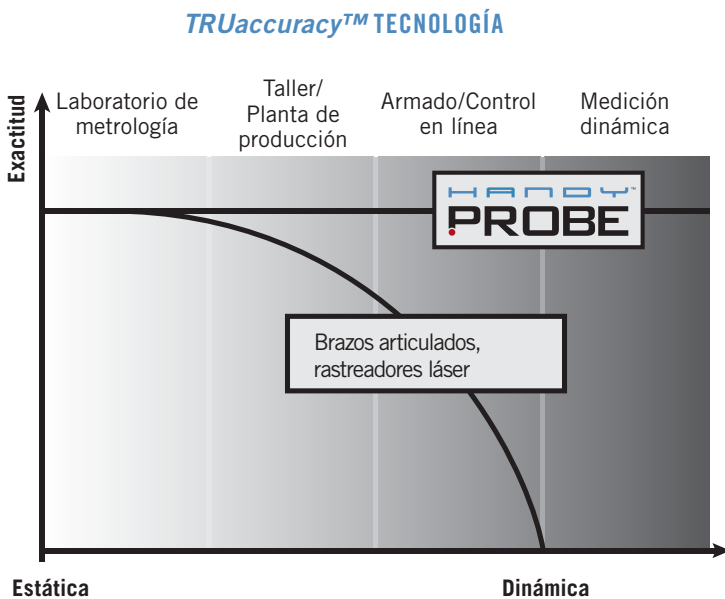 TRUaccuracy™ TECNOLOGÍA
Exactitud
Laboratorio de
metrología
Taller/
Planta de
producción
Armado/Control
en línea
Medición
dinámica
HANDY™
PROBE
Brazos articulados,
rastreadores láser
Estática
Dinámica